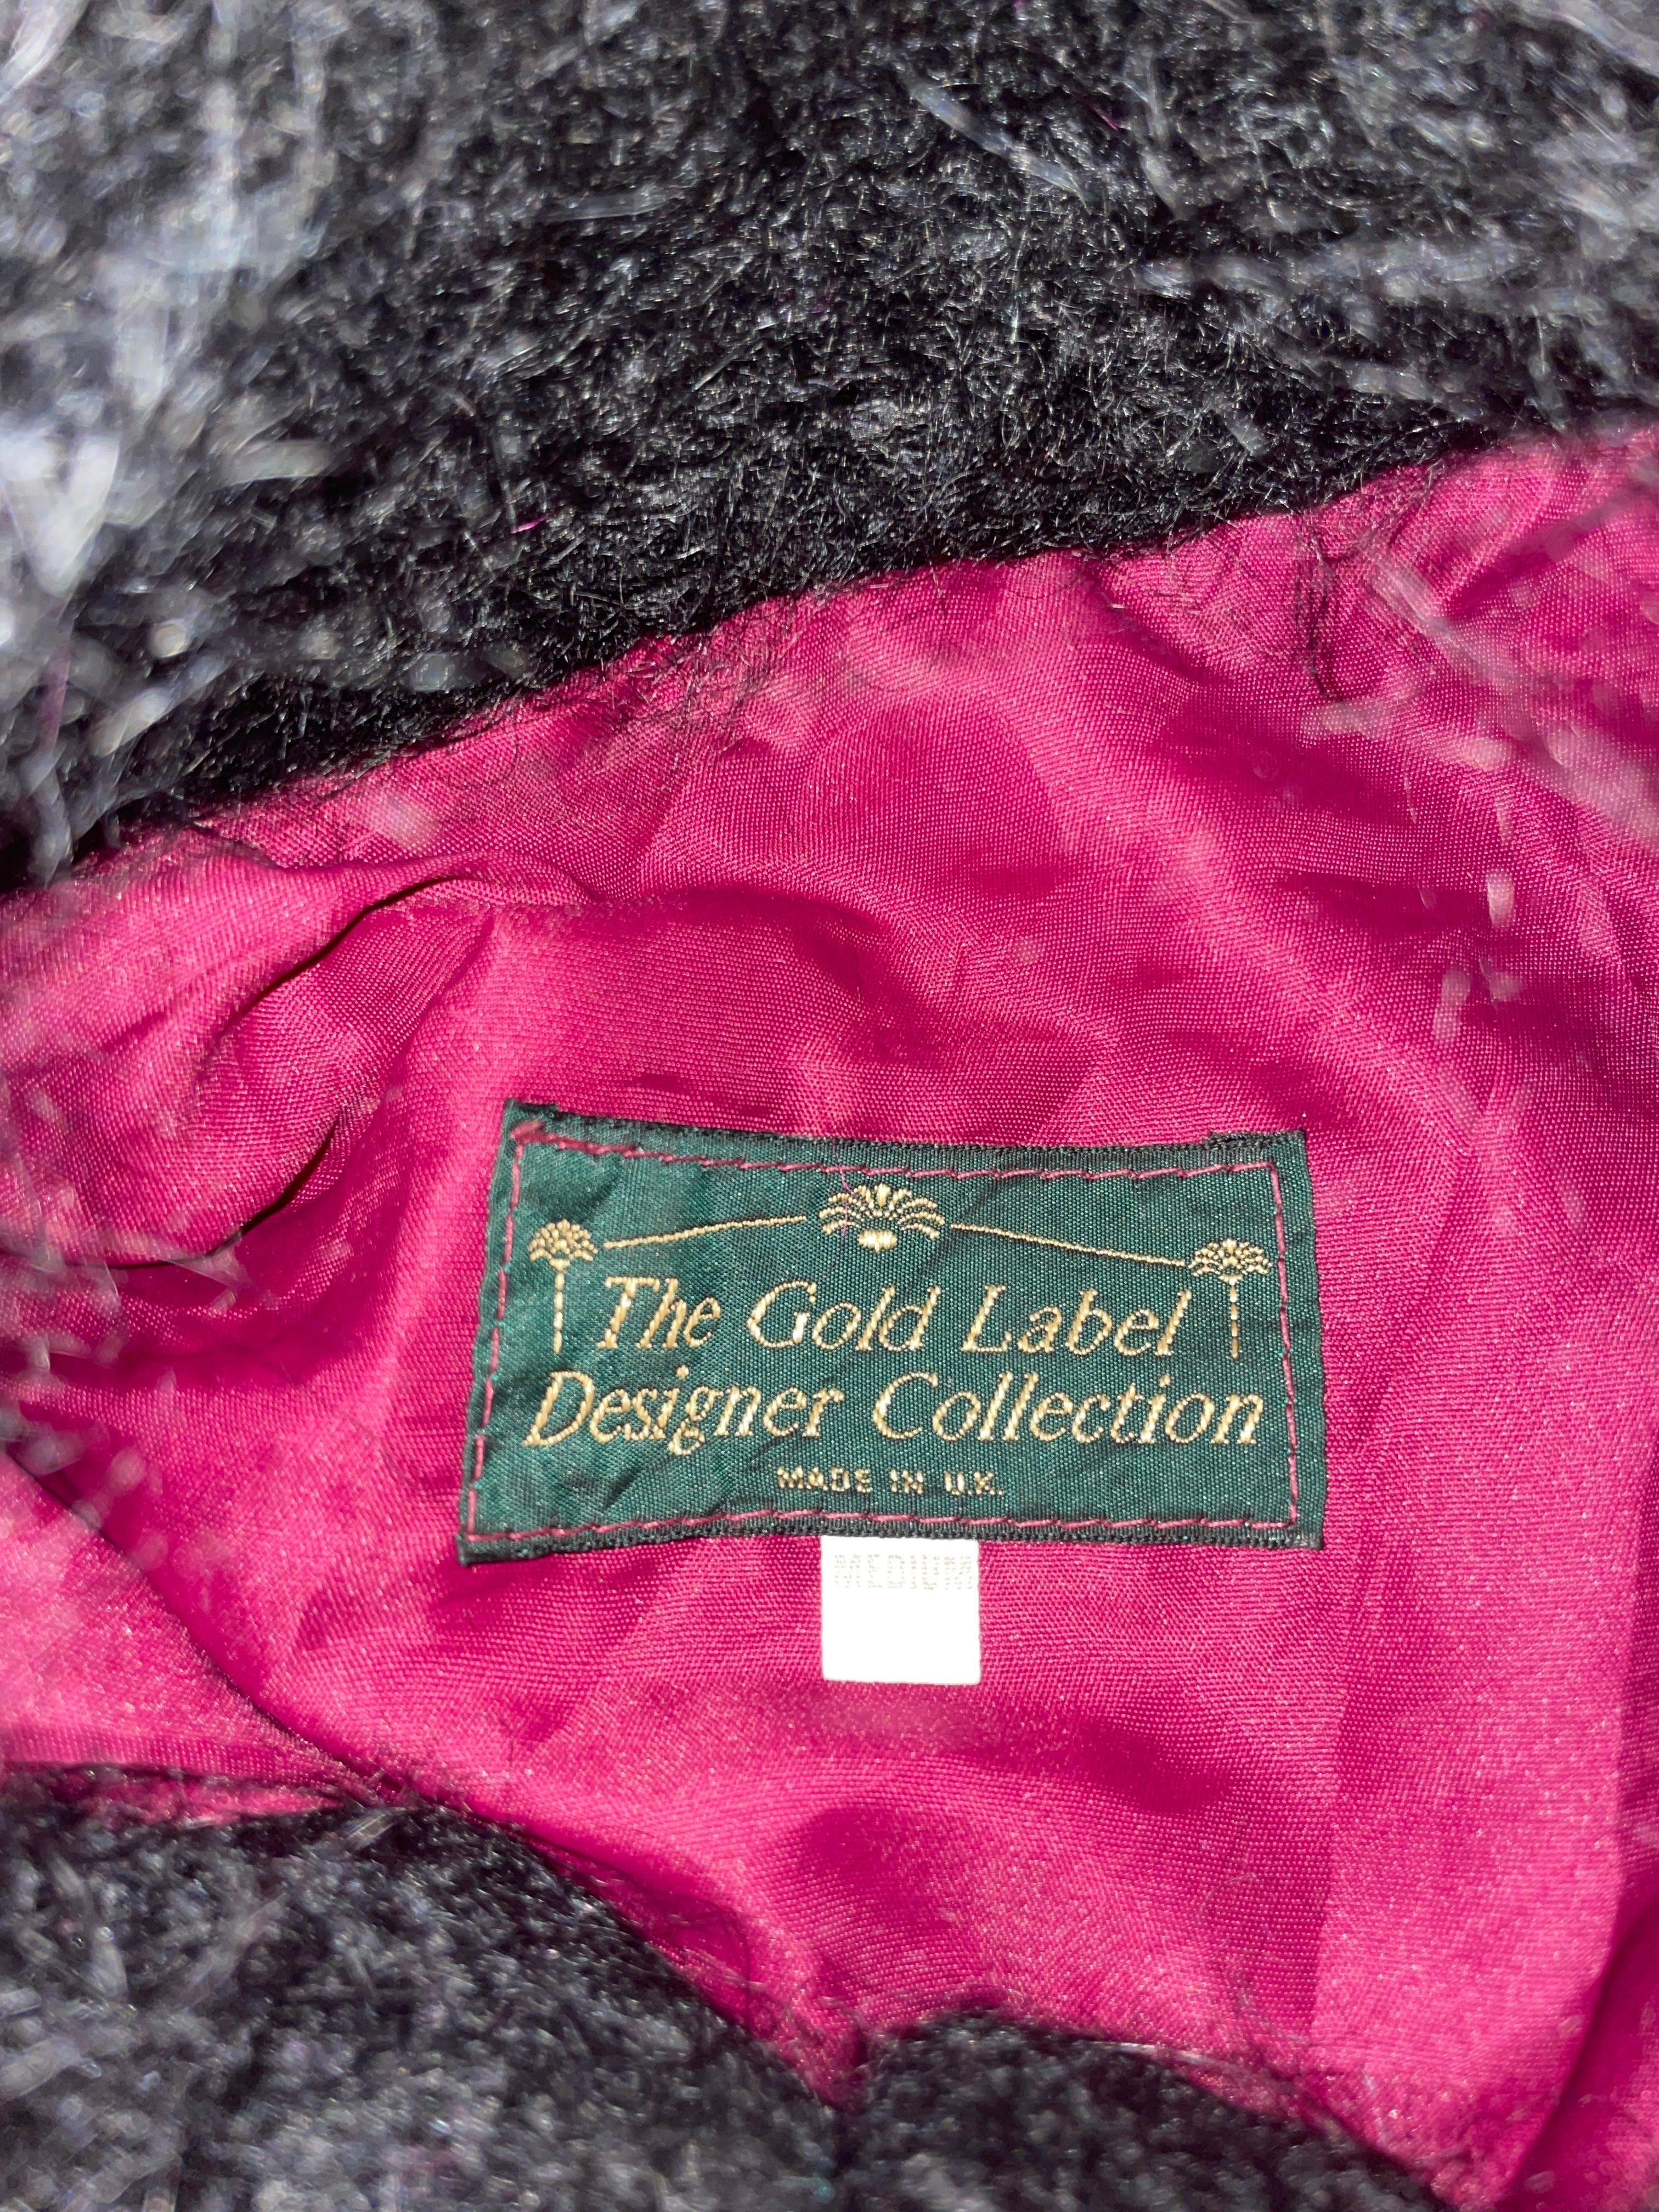 The Gold Label
Designer Collection
MADE IN U.K.
MEDIUM